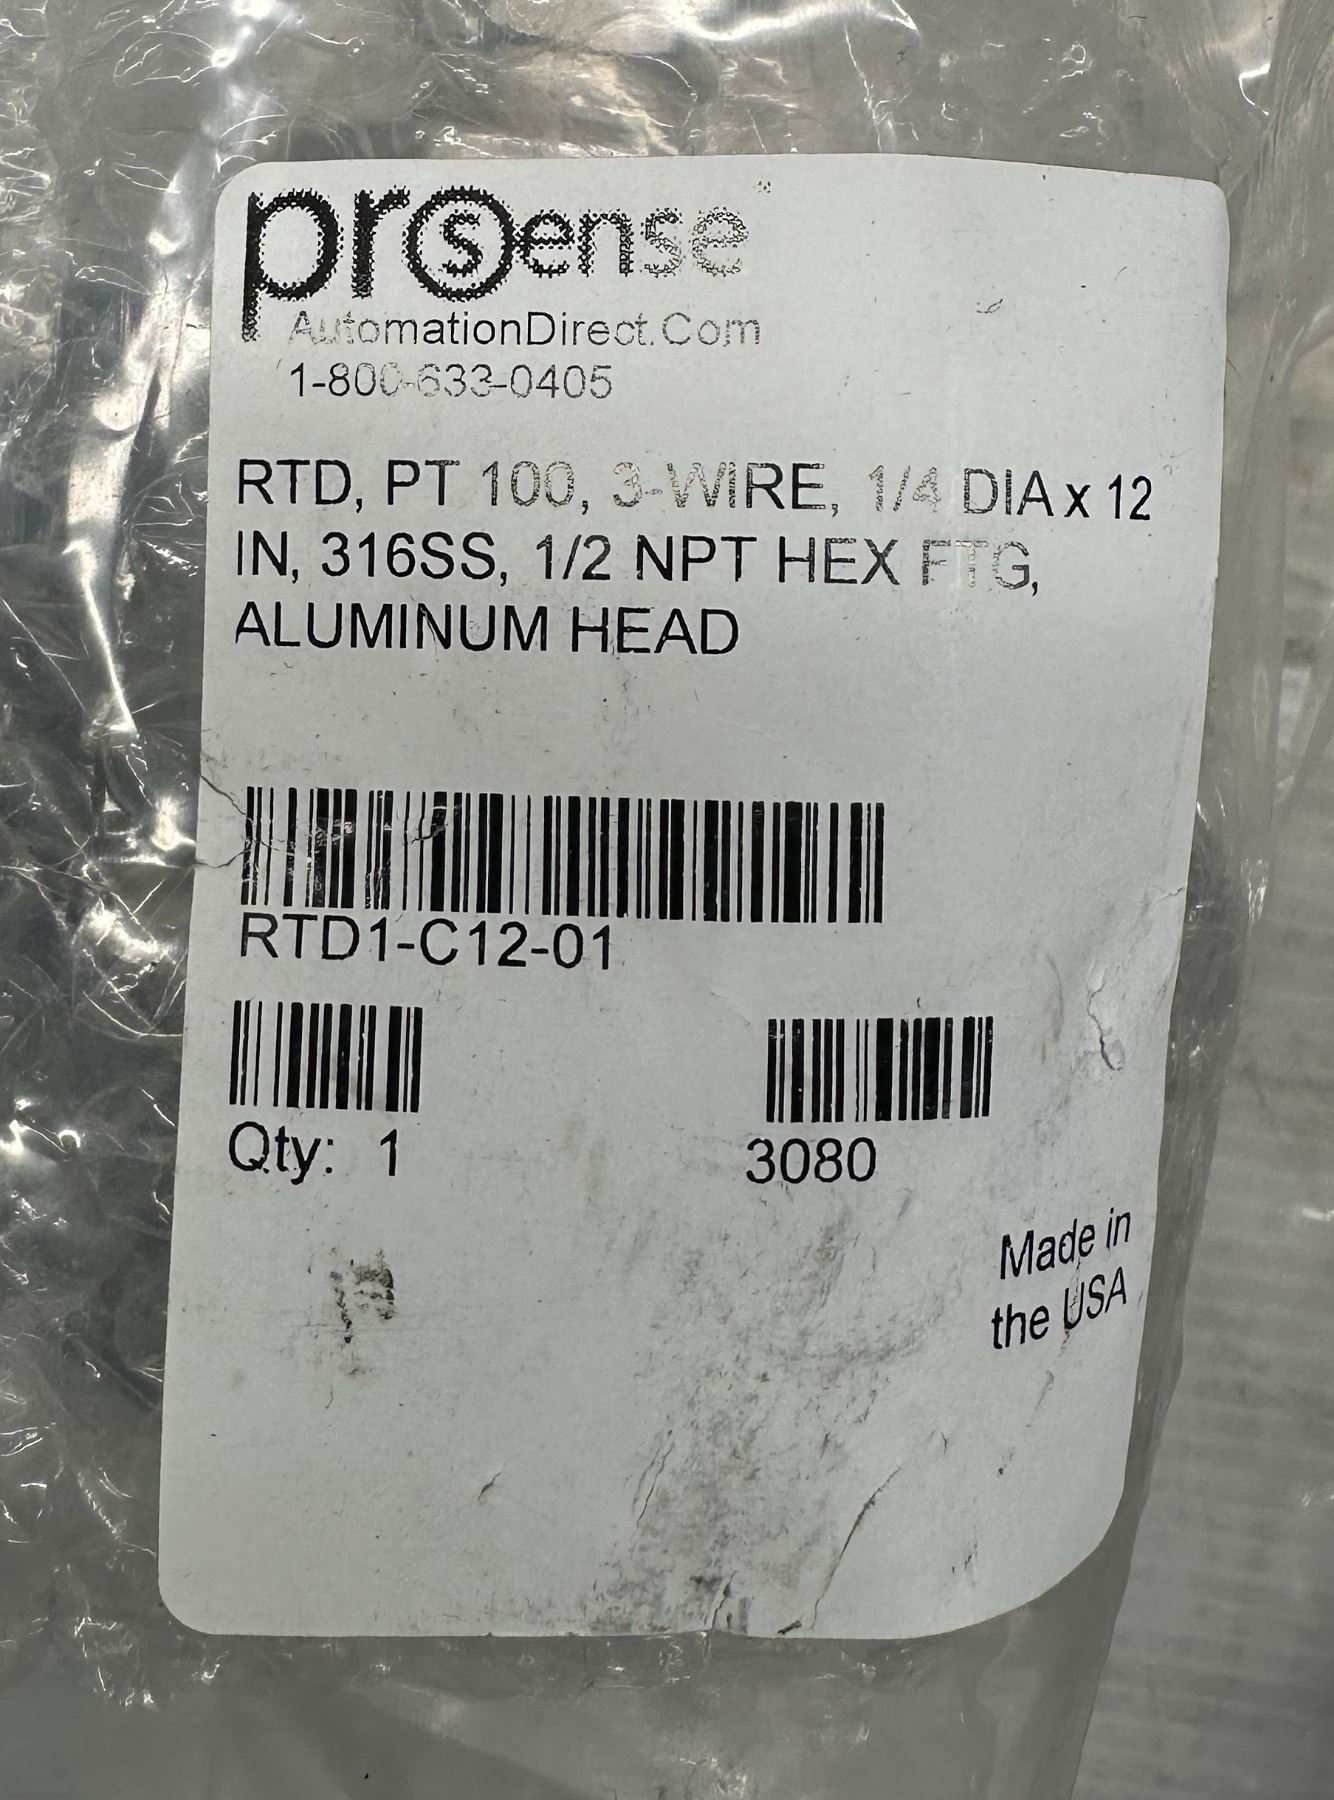 prosense
AutomationDirect.Com
1-800-633-0405
RTD, PT 100, 3-WIRE, 1/4 DIA x 12
IN, 316SS, 1/2 NPT HEX FTG,
ALUMINUM HEAD
RTD1-C12-01
Qty: 1
3080
Made in
the USA